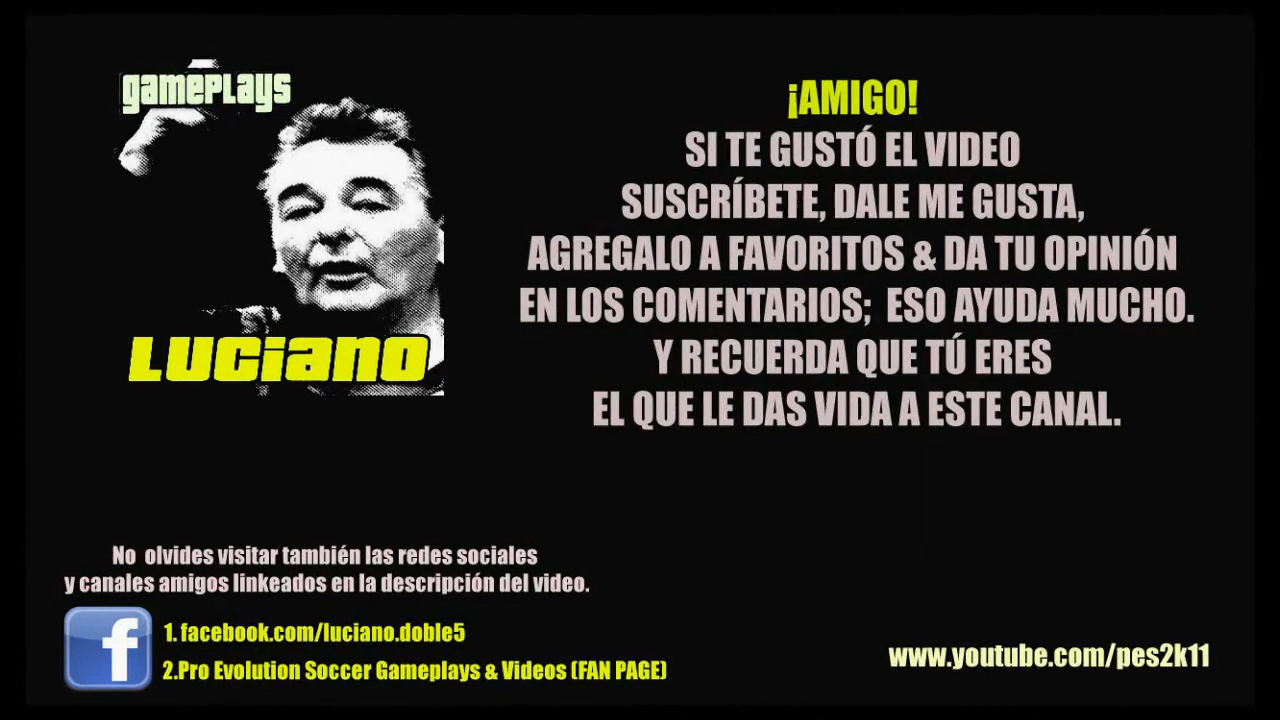 gamePLays
LUCiano
¡AMIGO!
SI TE GUSTÓ EL VIDEO
SUSCRÍBETE, DALE ME GUSTA,
AGREGALO A FAVORITOS & DA TU OPINIÓN
EN LOS COMENTARIOS; ESO AYUDA MUCHO.
Y RECUERDA QUE TÚ ERES
EL QUE LE DAS VIDA A ESTE CANAL.
No olvides visitar también las redes sociales
y canales amigos linkeados en la descripción del video.
f
1. facebook.com/luciano.doble5
2.Pro Evolution Soccer Gameplays & Videos (FAN PAGE)
www.youtube.com/pes2k11